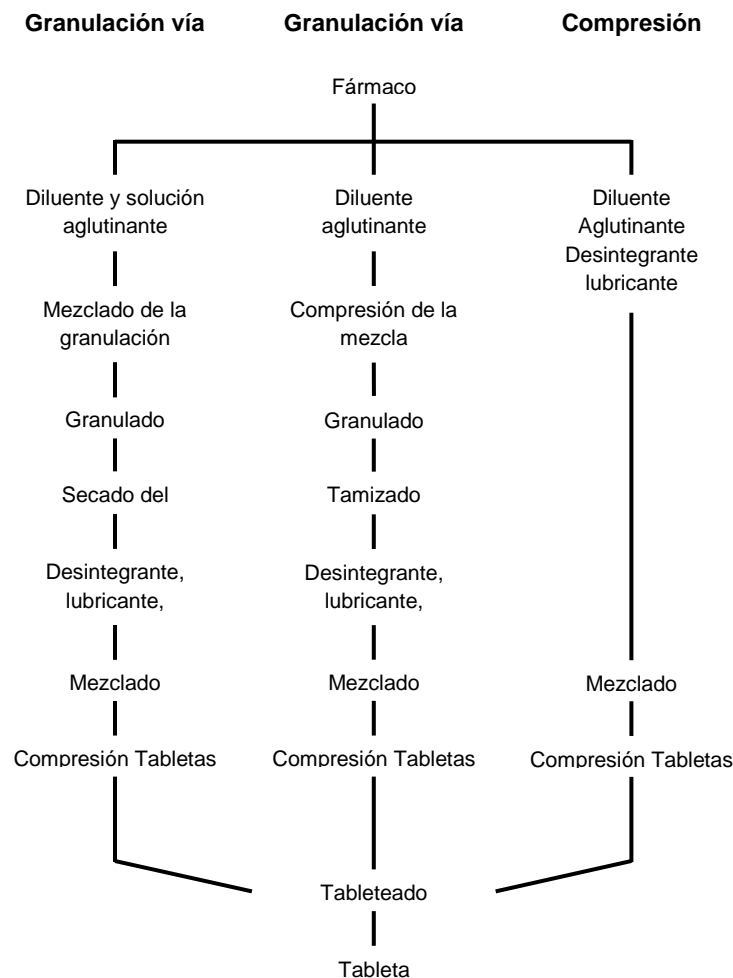 Granulación vía
Granulación vía
Compresión
Fármaco
Diluente y solución
aglutinante
Mezclado de la
granulación
Granulado
Secado del
Desintegrante,
lubricante,
Mezclado
Compresión Tabletas
Diluente
aglutinante
Compresión de la
mezcla
Granulado
Tamizado
Desintegrante,
lubricante,
Mezclado
Compresión Tabletas
Diluente
Aglutinante
Desintegrante
lubricante
Mezclado
Compresión Tabletas
Tableteado
Tableta